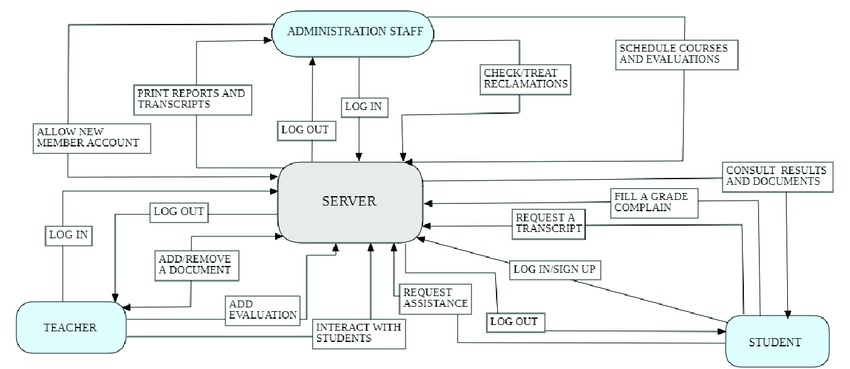 ADMINISTRATION STAFF
SCHEDULE COURSES
AND EVALUATIONS
CHECK/TREAT
RECLAMATIONS
PRINT REPORTS AND
TRANSCRIPTS
LOG IN
LOG OUT
ALLOW NEW
MEMBER ACCOUNT
CONSULT RESULTS
AND DOCUMENTS
SERVER
FILL A GRADE
COMPLAIN
LOG OUT
REQUEST A
TRANSCRIPT
LOG IN
ADD/REMOVE
A DOCUMENT
LOG IN/SIGN UP
REQUEST
ASSISTANCE
ADD
EVALUATION
LOG OUT
INTERACT WITH
STUDENTS
TEACHER
STUDENT